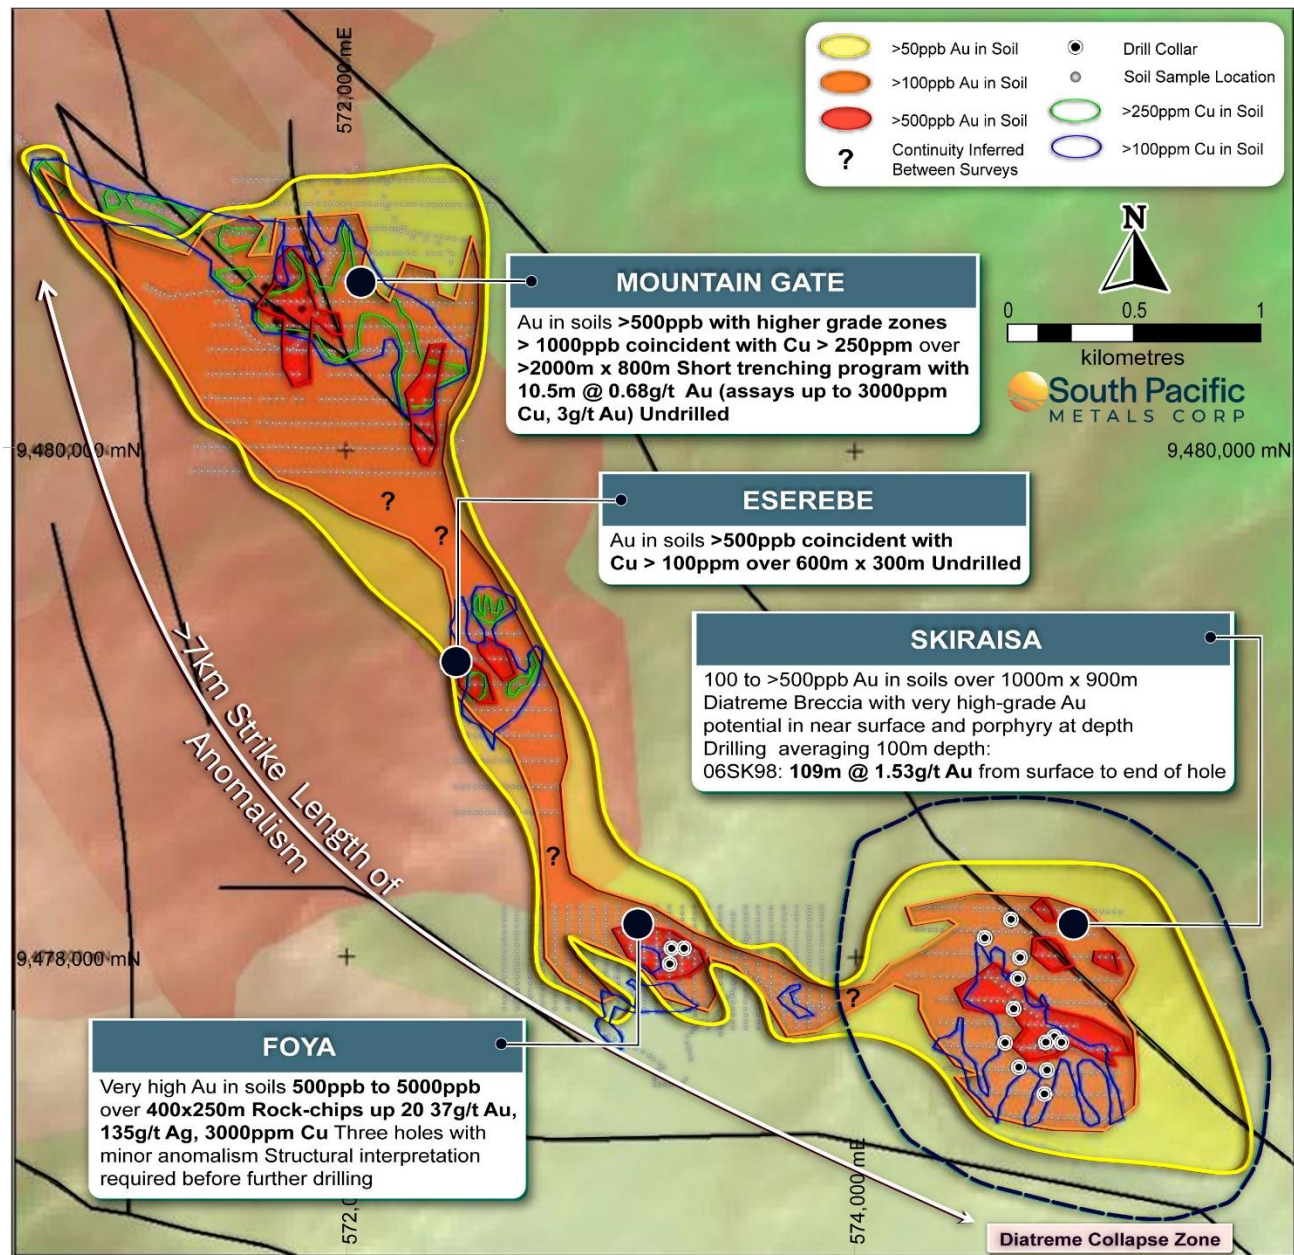 572,000 mE
>50ppb Au in Soil
>100ppb Au in Soil
>500ppb Au in Soil
? Continuity Inferred
Between Surveys
Drill Collar
Soil Sample Location
>250ppm Cu in Soil
>100ppm Cu in Soil
N
0 0.5 1
kilometres
South Pacific
METALS CORP
MOUNTAIN GATE
Au in soils >500ppb with higher grade zones
> 1000ppb coincident with Cu > 250ppm over
>2000m x 800m Short trenching program with
10.5m @ 0.68g/t Au (assays up to 3000ppm
Cu, 3g/t Au) Undrilled
9,480,000 mN
9,480,000 mN
?
?
ESEREBE
Au in soils >500ppb coincident with
Cu > 100ppm over 600m x 300m Undrilled
SKIRAISA
100 to >500ppb Au in soils over 1000m x 900m
Diatreme Breccia with very high-grade Au
potential in near surface and porphyry at depth
Drilling averaging 100m depth:
06SK98: 109m @ 1.53g/t Au from surface to end of hole
>7km Strike Length of
Anomalism
?
9,478,000 mN
?
FOYA
Very high Au in soils 500ppb to 5000ppb
over 400x250m Rock-chips up 20 37g/t Au,
135g/t Ag, 3000ppm Cu Three holes with
minor anomalism Structural interpretation
required before further drilling
572,0
574,000 mE
Diatreme Collapse Zone